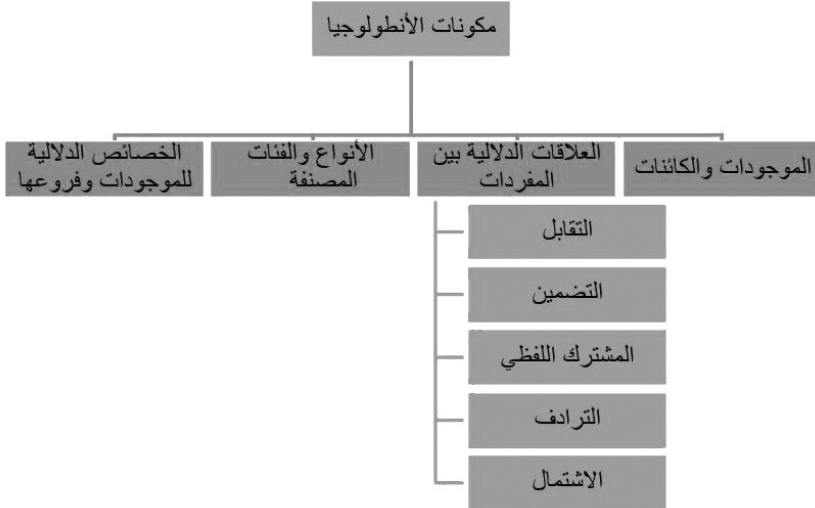 مكونات الأنطولوجيا
الموجودات والكائنات
العلاقات الدلالية بين
المفردات
الأنواع والفئات
المصنفة
الخصائص الدلالية
للموجودات وفروعها
التقابل
التضمين
المشترك اللفظي
الترادف
الاشتمال